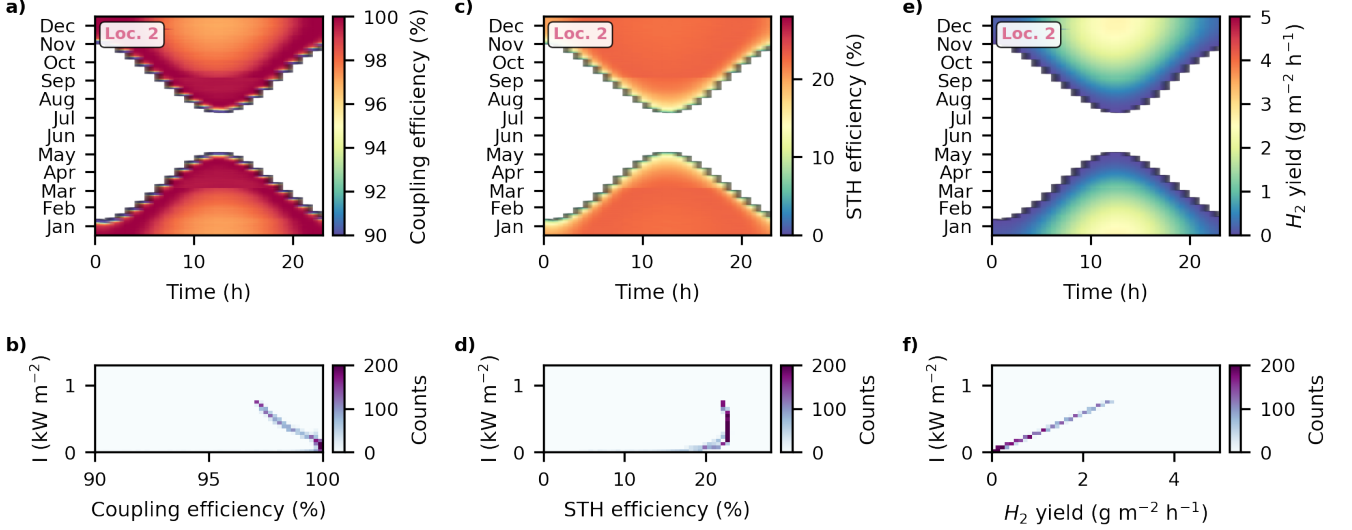 a)
Loc. 2
Dec
Nov
Oct
Sep
Aug
Jul
Jun
May
Apr
Mar
Feb
Jan
0 10 20
Time (h)
100
98
96
94
92
90
Coupling efficiency (%)
c)
Loc. 2
Dec
Nov
Oct
Sep
Aug
Jul
Jun
May
Apr
Mar
Feb
Jan
0 10 20
Time (h)
20
10
0
STH efficiency (%)
e)
Loc. 2
Dec
Nov
Oct
Sep
Aug
Jul
Jun
May
Apr
Mar
Feb
Jan
0 10 20
Time (h)
5
4
3
2
1
0
H₂ yield (g m⁻² h⁻¹)
b)
I (kW m⁻²)
1
0
90 95 100
Coupling efficiency (%)
200
100
0
Counts
d)
I (kW m⁻²)
1
0
0 10 20
STH efficiency (%)
200
100
0
Counts
f)
I (kW m⁻²)
1
0
0 2 4
H₂ yield (g m⁻² h⁻¹)
200
100
0
Counts